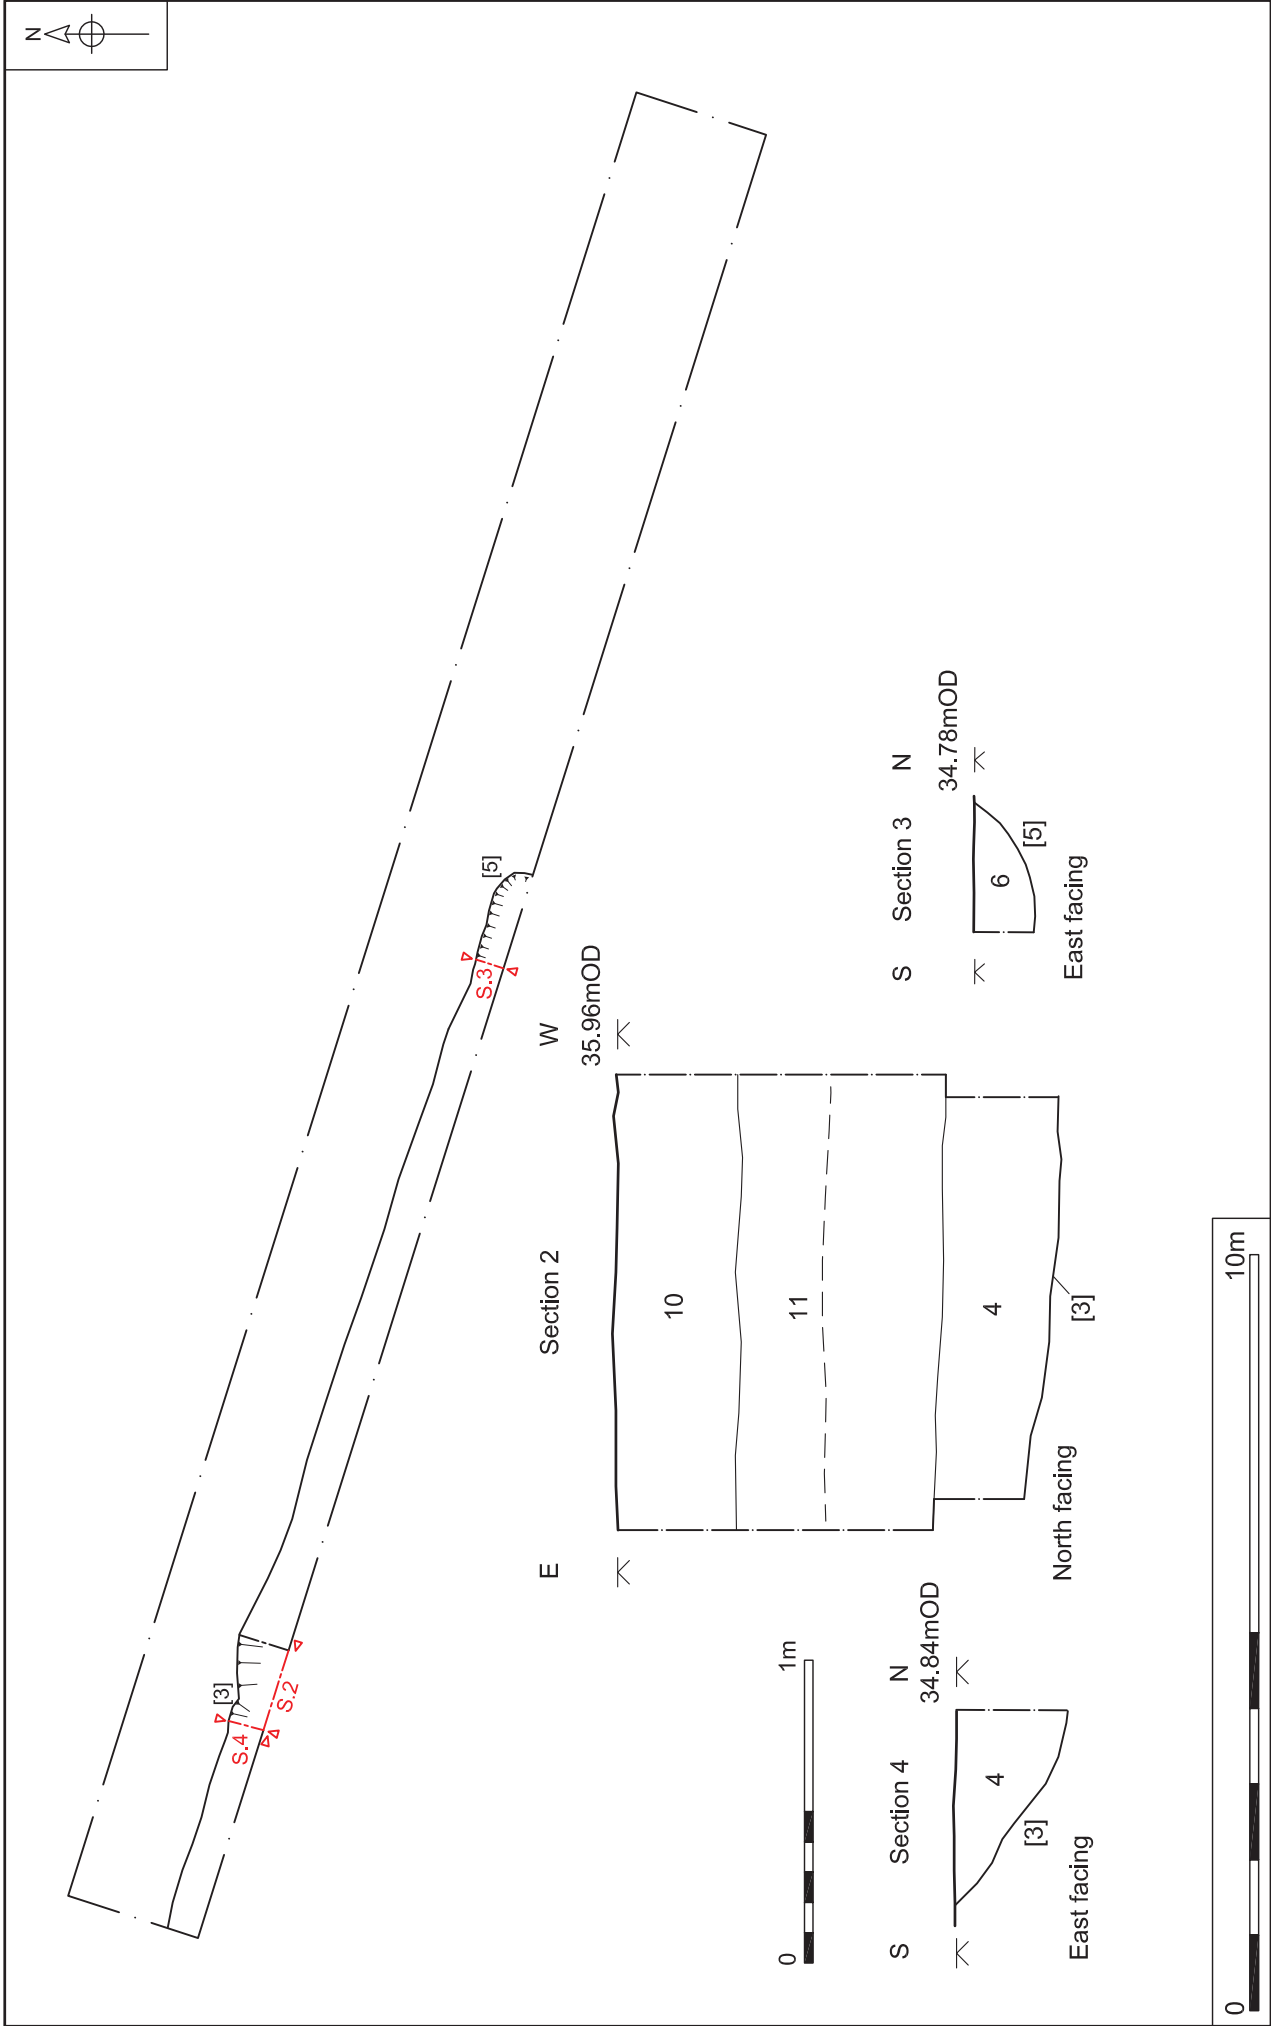 N
[3]
S.4
S.2
[5]
S.3
E Section 2 W
35.96mOD
10
11
4
[3]
North facing
S Section 3 N
34.78mOD
6
[5]
East facing
0 1m
S Section 4 N
34.84mOD
4
[3]
East facing
0 10m